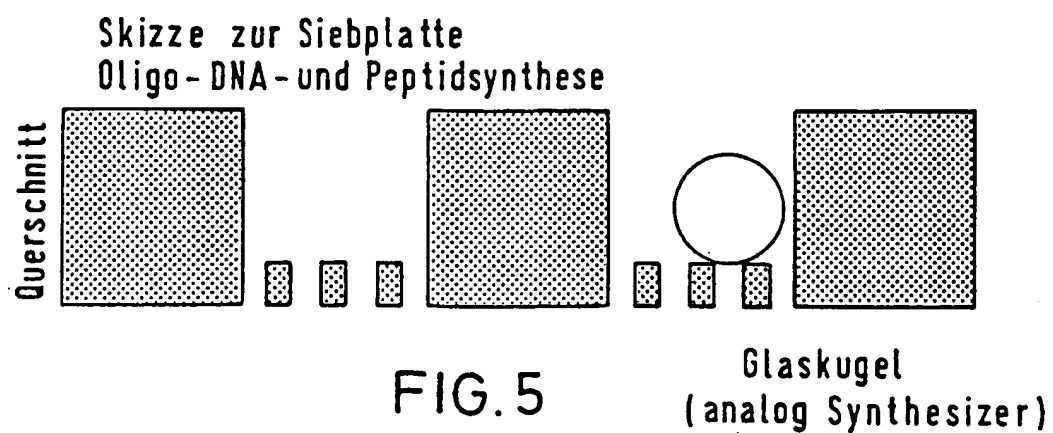 Skizze zur Siebplatte
Oligo-DNA-und Peptidsynthese
Querschnitt
Glaskugel
(analog Synthesizer)
FIG. 5